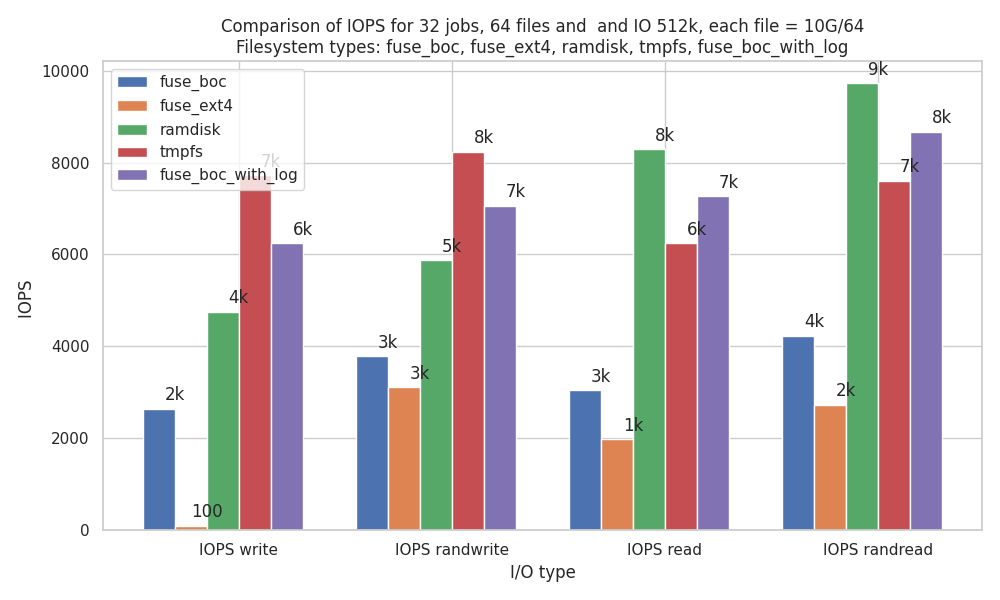 Comparison of IOPS for 32 jobs, 64 files and  and IO 512k, each file = 10G/64
Filesystem types: fuse_boc, fuse_ext4, ramdisk, tmpfs, fuse_boc_with_log
IOPS
10000
8000
6000
4000
2000
0
fuse_boc
fuse_ext4
ramdisk
tmpfs
fuse_boc_with_log
2k
100
4k
7k
6k
3k
3k
5k
8k
7k
3k
1k
8k
6k
7k
4k
2k
9k
7k
8k
IOPS write
IOPS randwrite
IOPS read
IOPS randread
I/O type